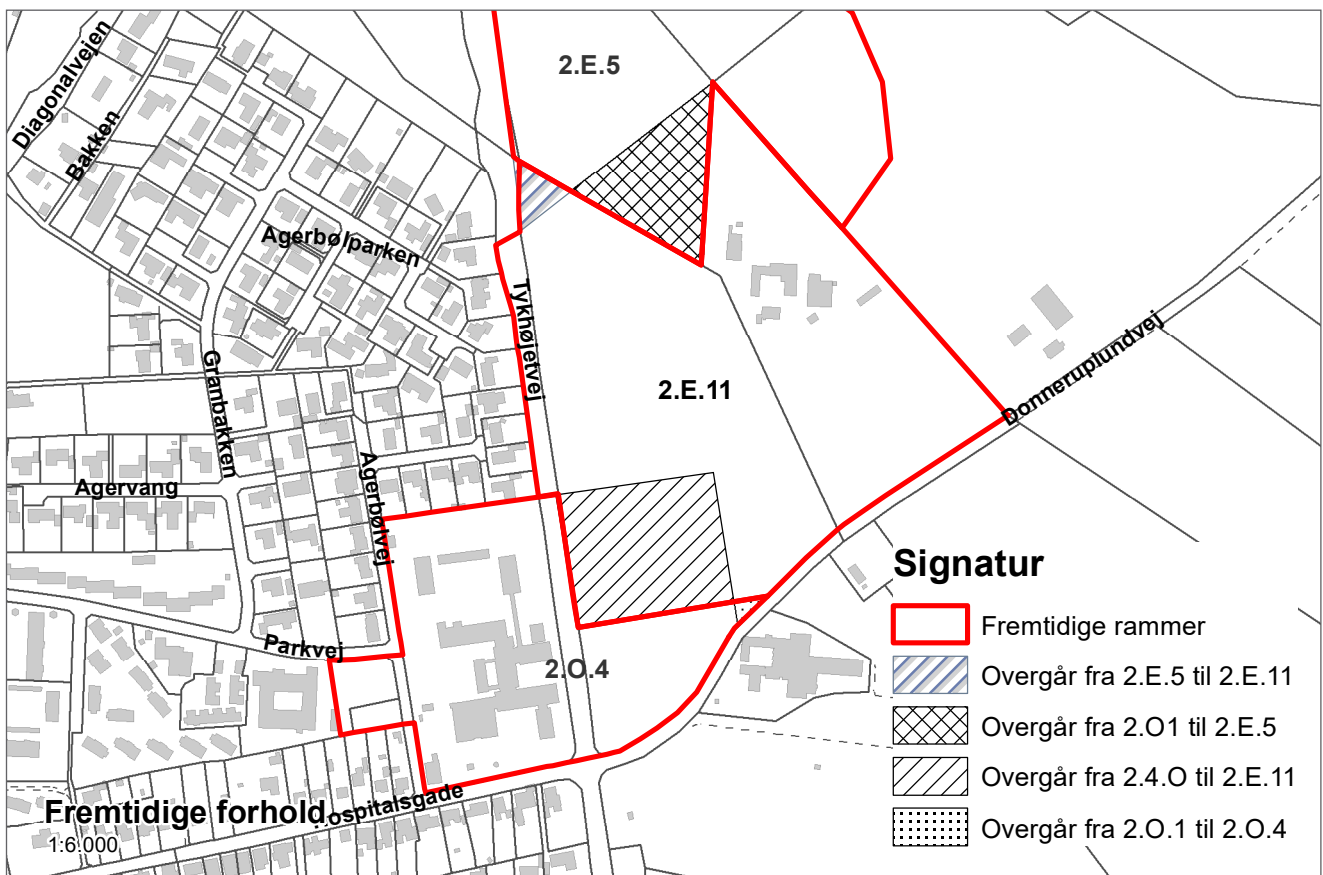 2.E.5
Diagonalvejen
Bakken
Agerbølparken
Tykhøjetvej
Donneruplundvej
2.E.11
Granbakken
Agerbølvej
Agervang
Parkvej
2.O.4
Hospitalsgade
Fremtidige forhold
1:6.000
Signatur
Fremtidige rammer
Overgår fra 2.E.5 til 2.E.11
Overgår fra 2.O1 til 2.E.5
Overgår fra 2.4.O til 2.E.11
Overgår fra 2.O.1 til 2.O.4